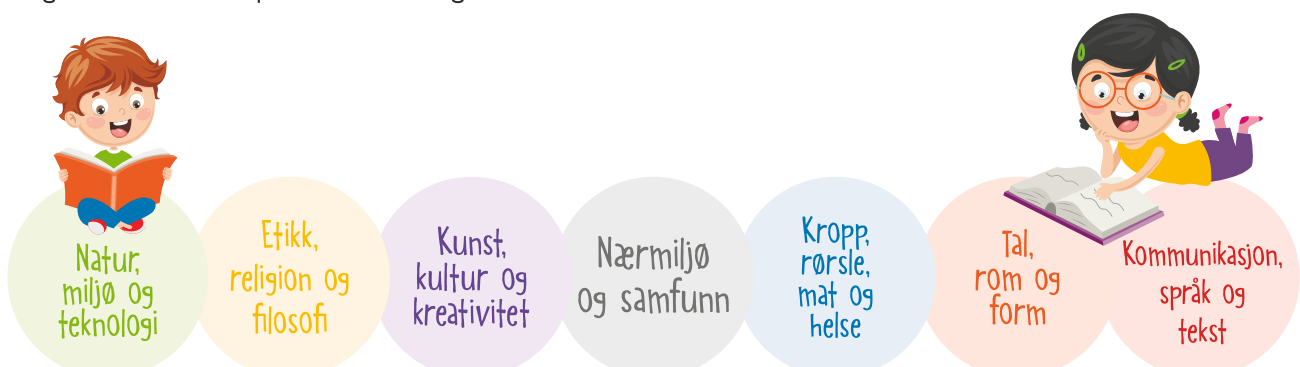 Natur,
miljø og
teknologi
Etikk,
religion og
filosofi
Kunst,
kultur og
kreativitet
Nærmiljø
og samfunn
Kropp,
rørsle,
mat og
helse
Tal,
rom og
form
Kommunikasjon,
språk og
tekst